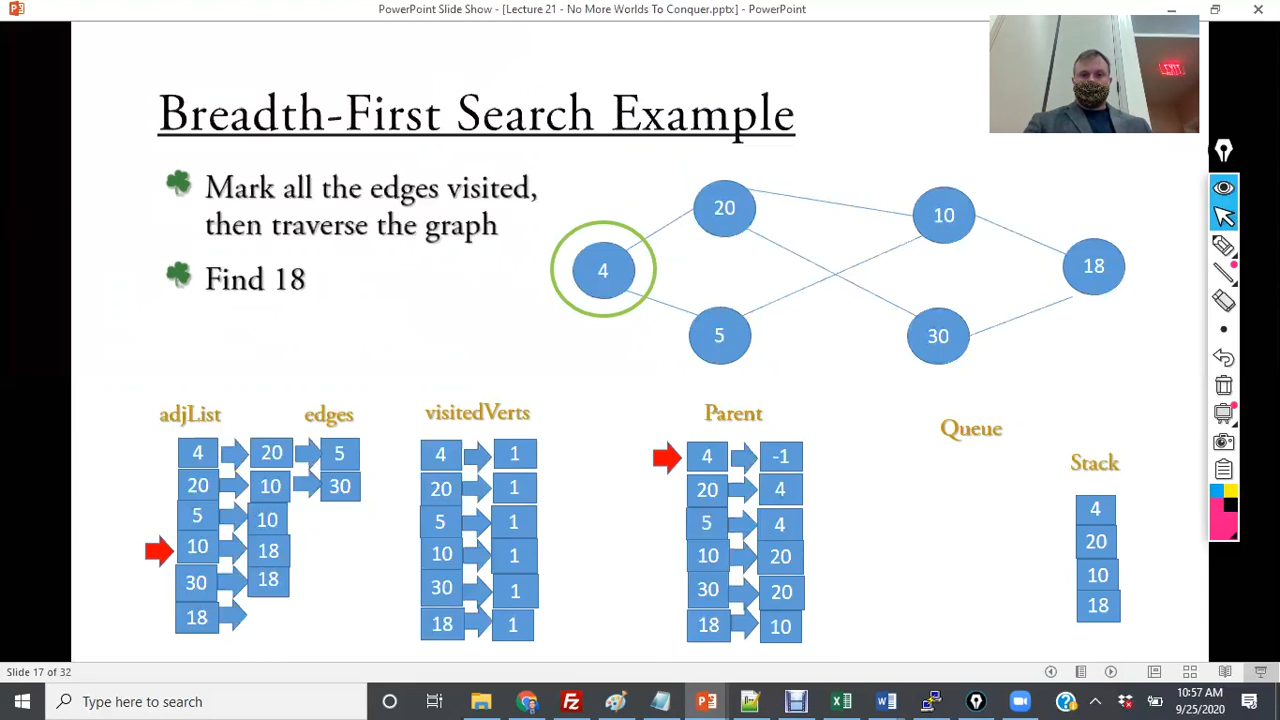 PowerPoint Slide Show - [Lecture 21 - No More Worlds To Conquer.pptx] - PowerPoint
EXIT
Breadth-First Search Example
Mark all the edges visited,
then traverse the graph
Find 18
20
10
4
18
5
30
adjList
edges
4 20 5
20 10 30
5 10
10 18
30 18
18
visitedVerts
4 1
20 1
5 1
10 1
30 1
18 1
Parent
4 -1
20 4
5 4
10 20
30 20
18 10
Queue
Stack
4
20
10
18
Slide 17 of 32
Type here to search
10:57 AM
9/25/2020